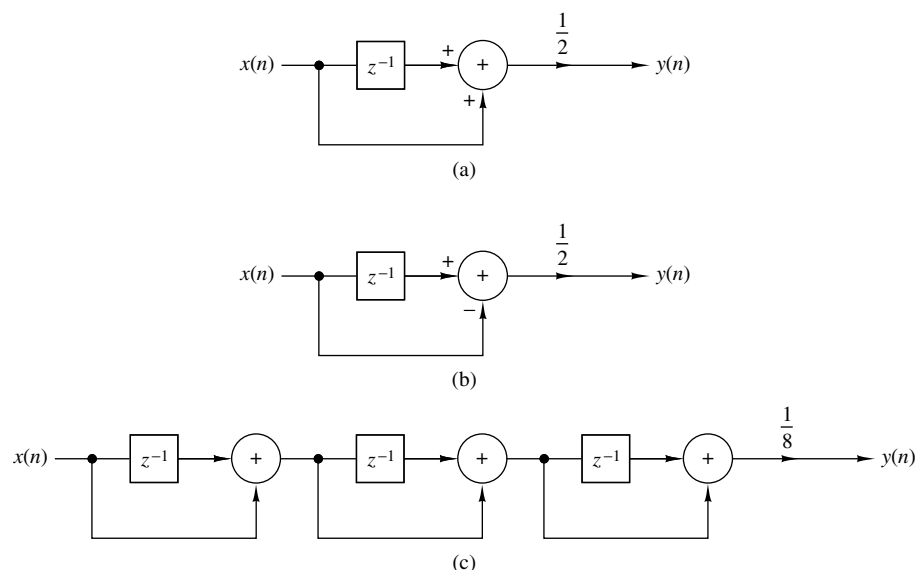 1
2
x(n) z⁻¹ + + + y(n)
(a)
1
2
x(n) z⁻¹ + + − y(n)
(b)
1
8
x(n) z⁻¹ + z⁻¹ + z⁻¹ + y(n)
(c)